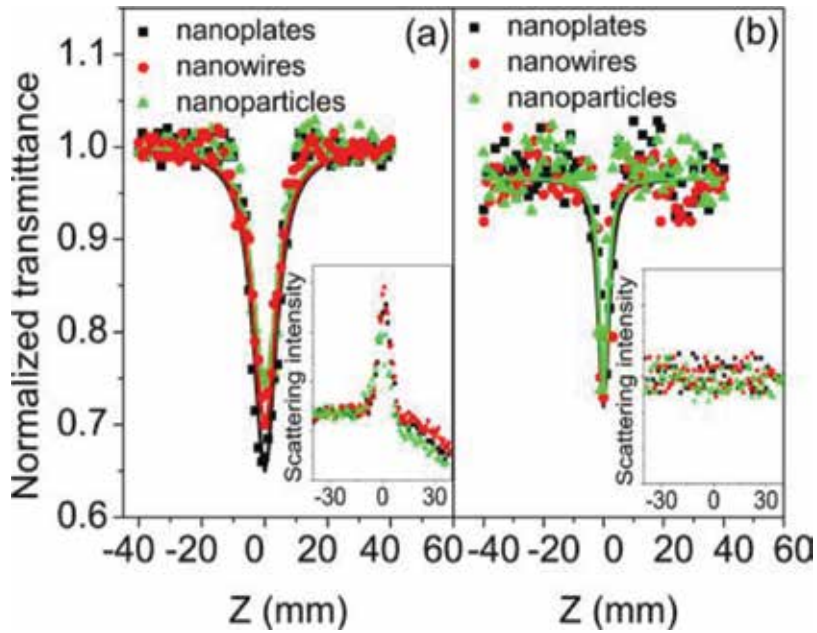 (a)
nanoplates
nanowires
nanoparticles
Normalized transmittance
1.1
1.0
0.9
0.8
0.7
0.6
-40 -20 0 20 40 60
Z (mm)
Scattering intensity
-30 0 30
(b)
nanoplates
nanowires
nanoparticles
-40 -20 0 20 40 60
Z (mm)
Scattering intensity
-30 0 30